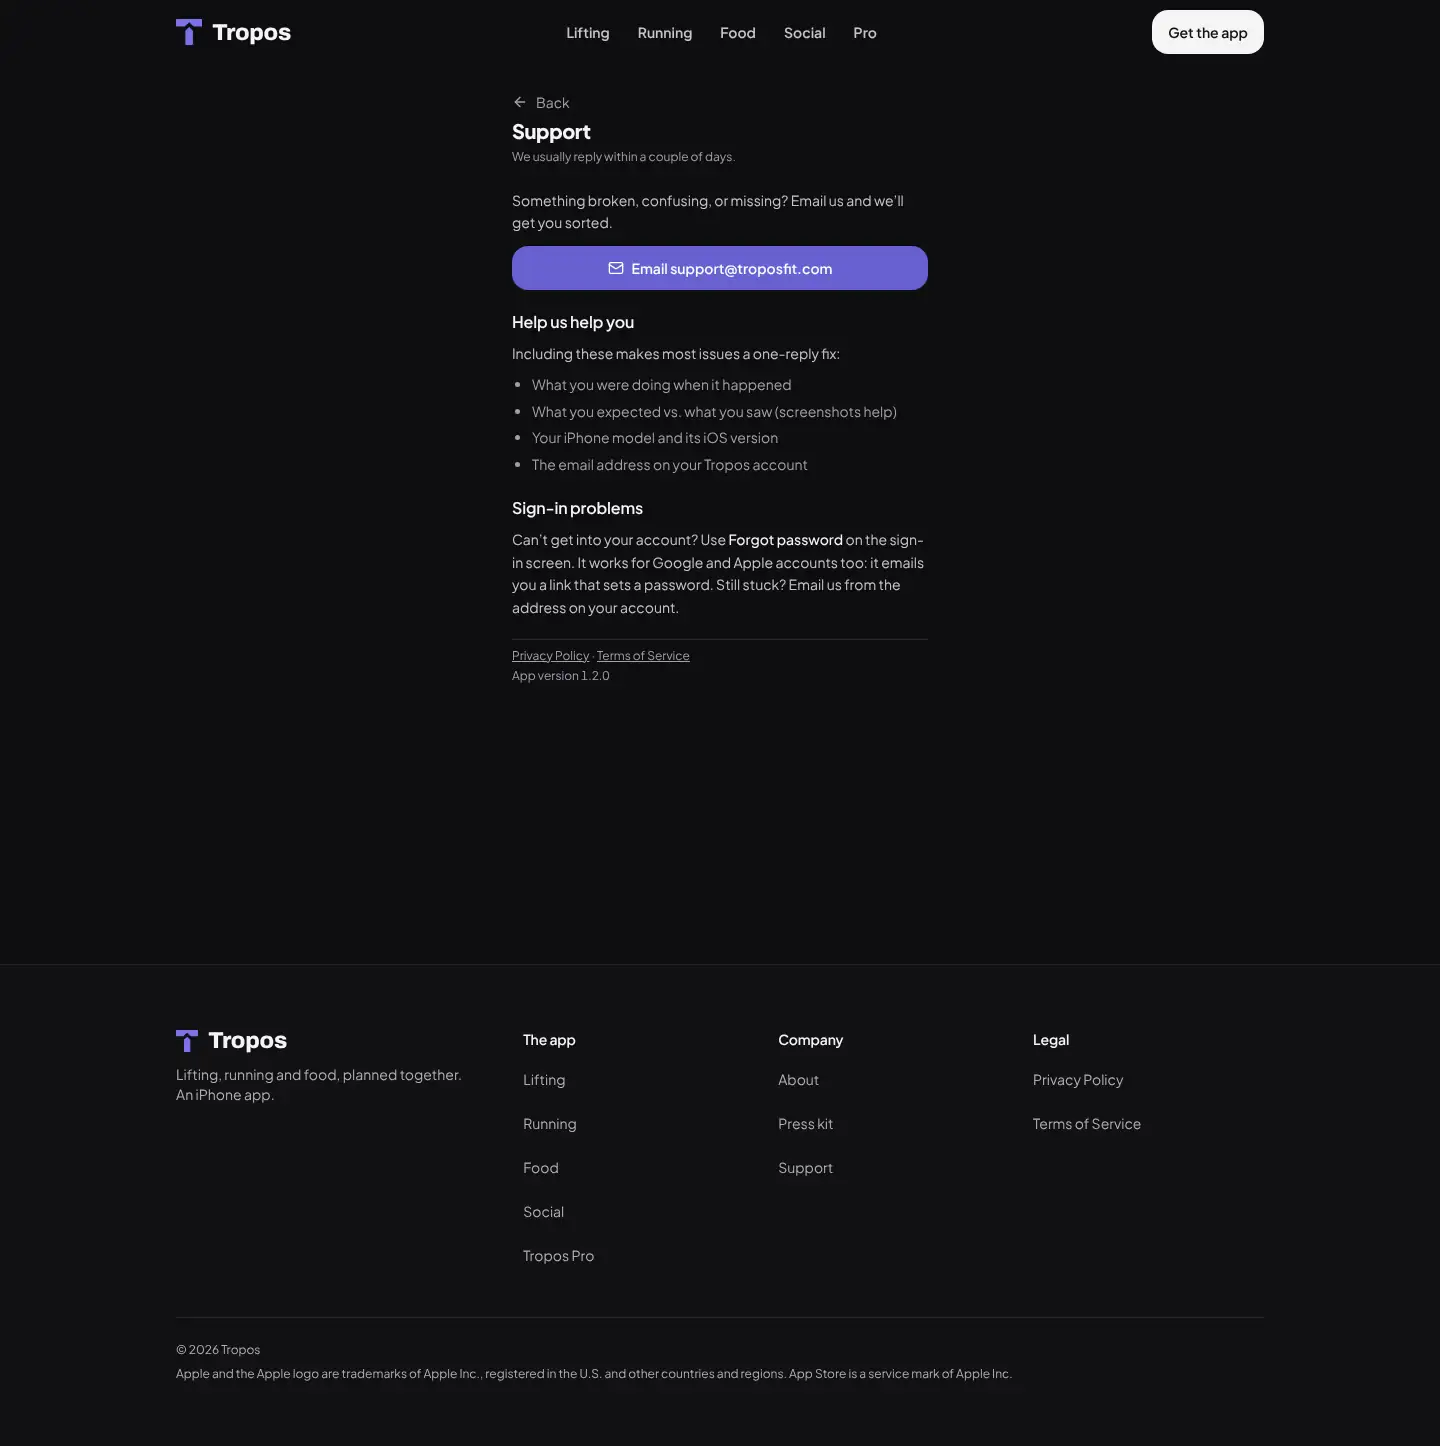 Tropos
Lifting
Running
Food
Social
Pro
Get the app
Back
Support
We usually reply within a couple of days.
Something broken, confusing, or missing? Email us and we’ll
get you sorted.
Email support@troposfit.com
Help us help you
Including these makes most issues a one-reply fix:
• What you were doing when it happened
• What you expected vs. what you saw (screenshots help)
• Your iPhone model and its iOS version
• The email address on your Tropos account
Sign-in problems
Can’t get into your account? Use Forgot password on the sign-
in screen. It works for Google and Apple accounts too: it emails
you a link that sets a password. Still stuck? Email us from the
address on your account.
Privacy Policy · Terms of Service
App version 1.2.0
Tropos
Lifting, running and food, planned together.
An iPhone app.
The app
Lifting
Running
Food
Social
Tropos Pro
Company
About
Press kit
Support
Legal
Privacy Policy
Terms of Service
© 2026 Tropos
Apple and the Apple logo are trademarks of Apple Inc., registered in the U.S. and other countries and regions. App Store is a service mark of Apple Inc.